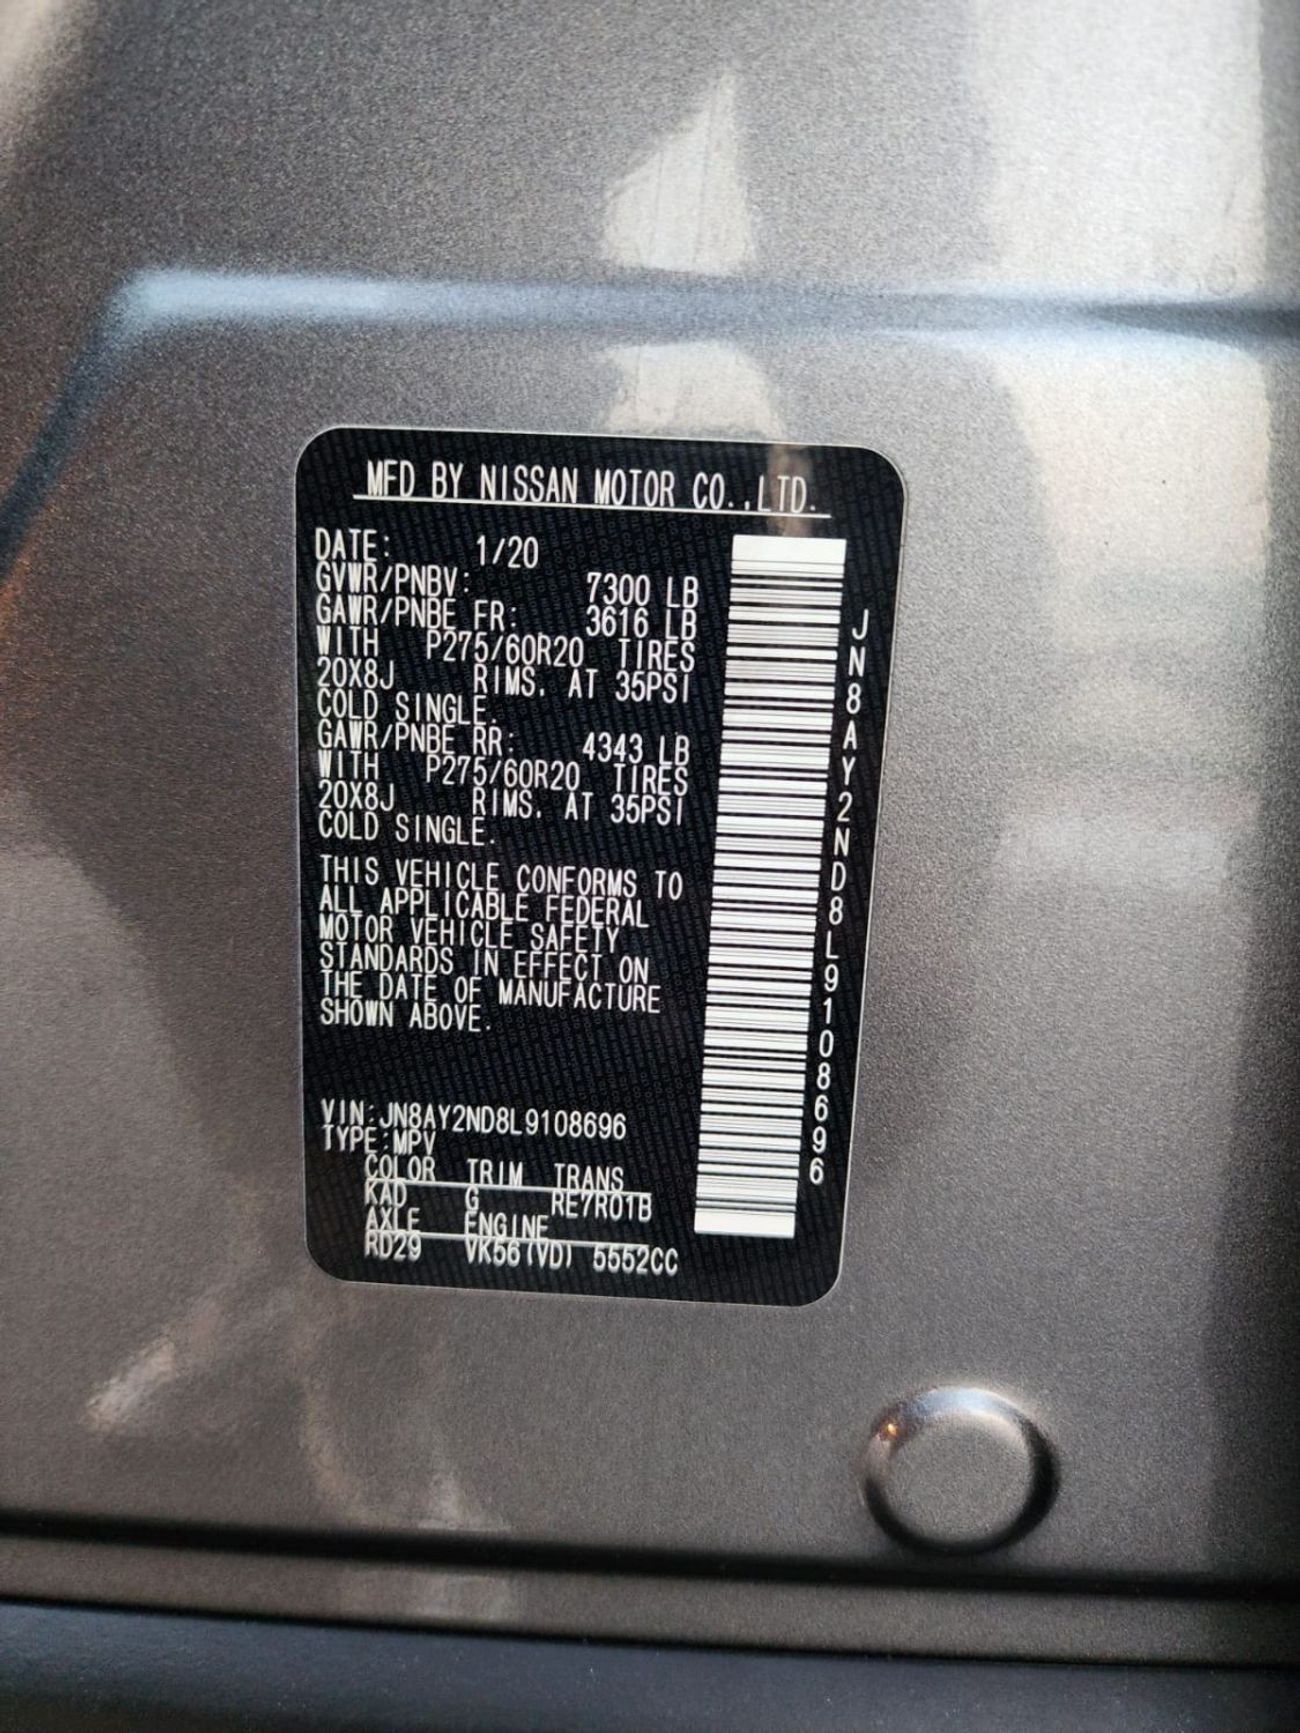 MFD BY NISSAN MOTOR CO.,LTD.
DATE: 1/20
GVWR/PNBV: 7300 LB
GAWR/PNBE FR: 3616 LB
WITH P275/60R20 TIRES
20X8J RIMS. AT 35PSI
COLD SINGLE.
GAWR/PNBE RR: 4343 LB
WITH P275/60R20 TIRES
20X8J RIMS. AT 35PSI
COLD SINGLE.
THIS VEHICLE CONFORMS TO
ALL APPLICABLE FEDERAL
MOTOR VEHICLE SAFETY
STANDARDS IN EFFECT ON
THE DATE OF MANUFACTURE
SHOWN ABOVE.
VIN:JN8AY2ND8L9108696
TYPE:MPV
COLOR TRIM TRANS
KAD G RE7R01B
AXLE ENGINE
RD29 VK56(VD) 5552CC
JN8AY2ND8L9108696